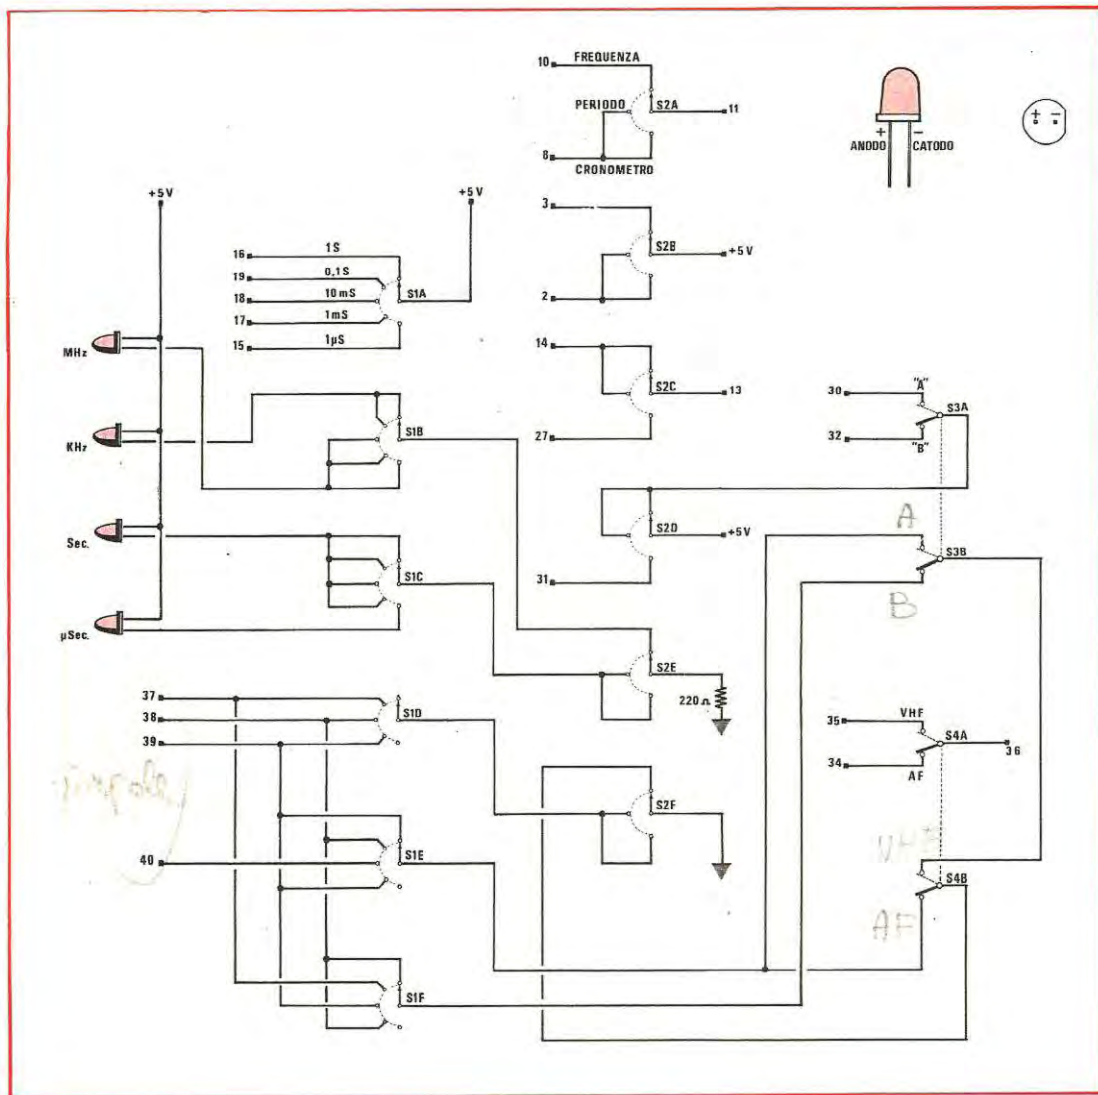 10 FREQUENZA
PERIODO S2A 11
8 CRONOMETRO
+ -
ANODO CATODO
+ -
+5V
+5V
16 1S
19 0,1S
18 10mS S1A
17 1mS
15 1µS
3
S2B +5V
2
MHz
14
S2C 13
27
30 "A"
S3A
32 "B"
KHz
S1B
Sec.
S2D +5V
31
A
S3B
B
S1C
µSec.
S2E
220Ω
37
38 S1D
39
35 VHF
S4A 36
34 AF
S2F
40 S1E
VHF
S4B
AF
S1F